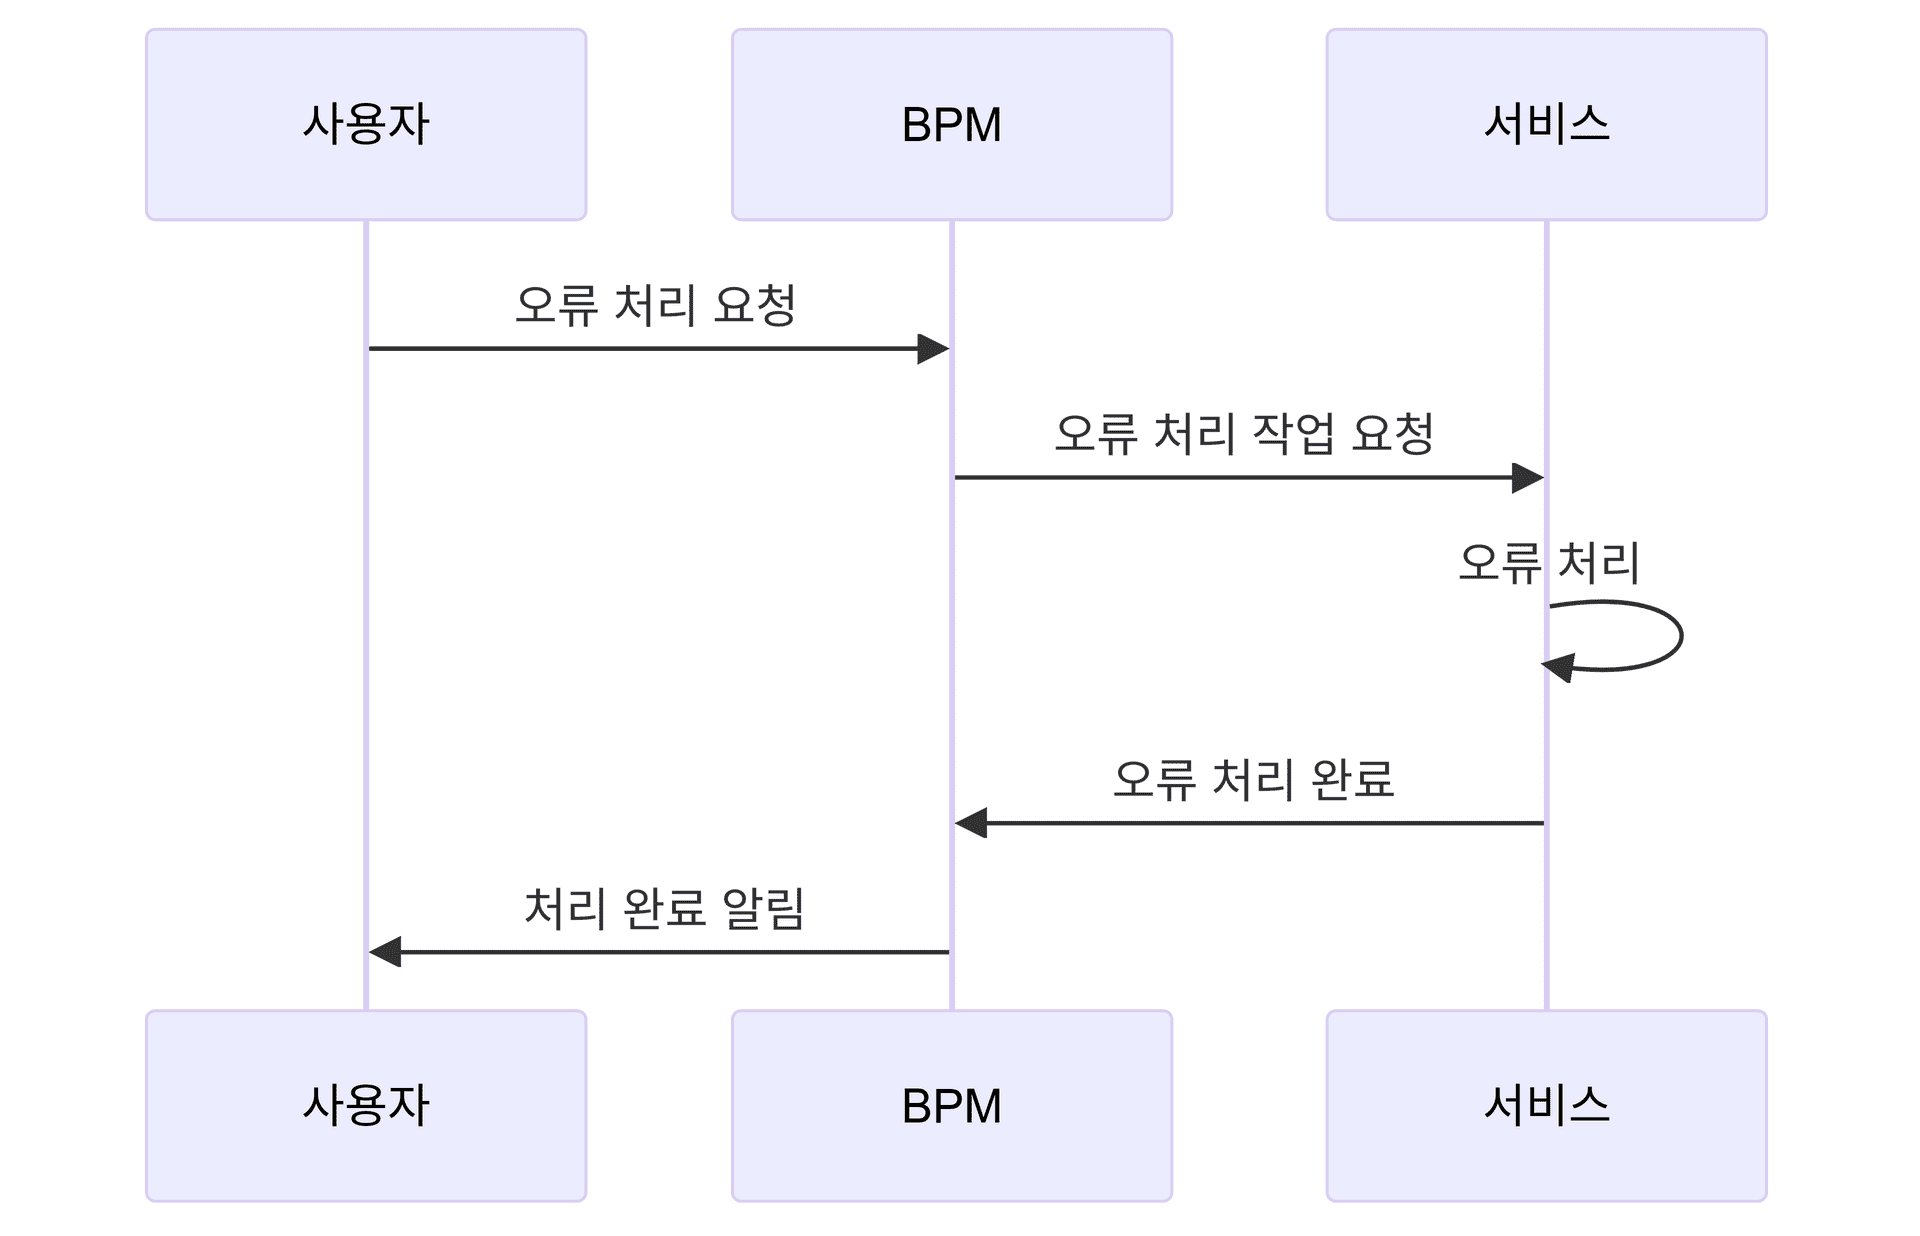 사용자
BPM
서비스
오류 처리 요청
오류 처리 작업 요청
오류 처리
오류 처리 완료
처리 완료 알림
사용자
BPM
서비스